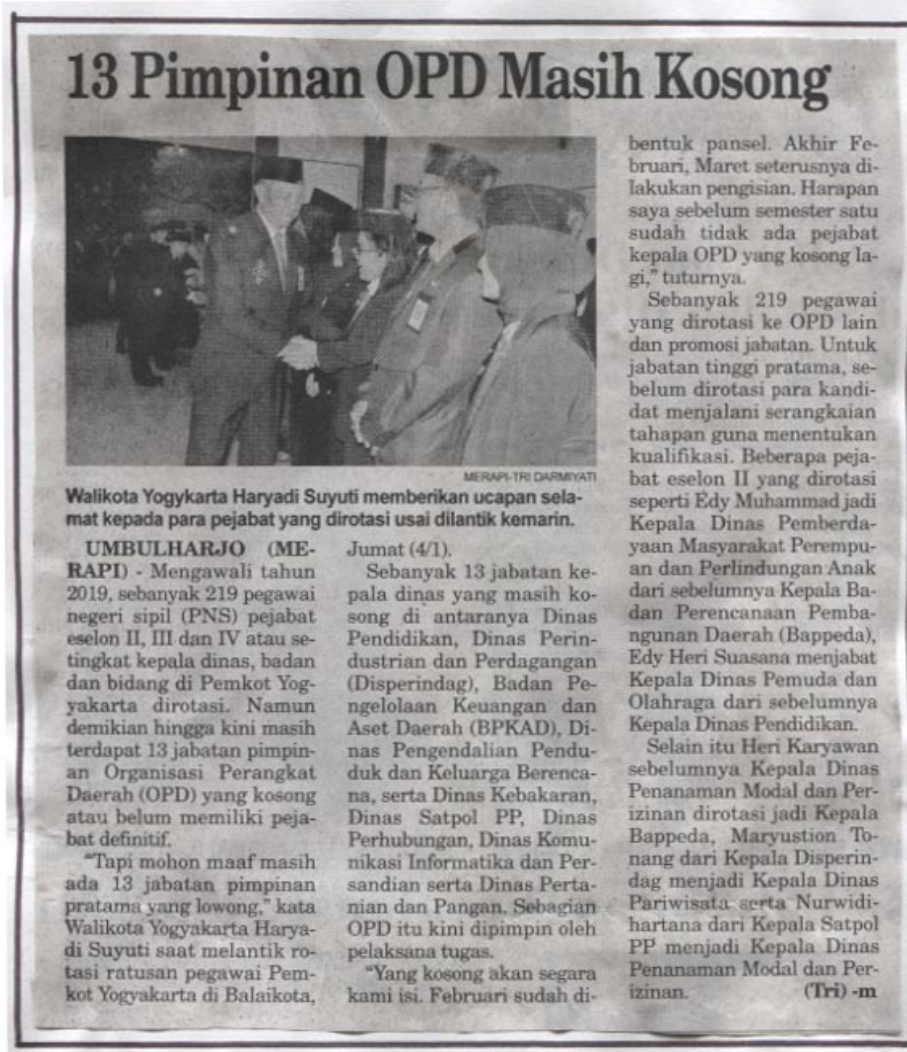 13 Pimpinan OPD Masih Kosong
MERAPI-TRI DARMIYATI
Walikota Yogykarta Haryadi Suyuti memberikan ucapan sela-
mat kepada para pejabat yang dirotasi usai dilantik kemarin.
UMBULHARJO (ME-
RAPI) - Mengawali tahun
2019, sebanyak 219 pegawai
negeri sipil (PNS) pejabat
eselon II, III dan IV atau se-
tingkat kepala dinas, badan
dan bidang di Pemkot Yog-
yakarta dirotasi. Namun
demikian hingga kini masih
terdapat 13 jabatan pimpin-
an Organisasi Perangkat
Daerah (OPD) yang kosong
atau belum memiliki peja-
bat definitif.
"Tapi mohon maaf masih
ada 13 jabatan pimpinan
pratama yang lowong," kata
Walikota Yogyakarta Harya-
di Suyuti saat melantik ro-
tasi ratusan pegawai Pem-
kot Yogyakarta di Balaikota,
Jumat (4/1).
Sebanyak 13 jabatan ke-
pala dinas yang masih ko-
song di antaranya Dinas
Pendidikan, Dinas Perin-
dustrian dan Perdagangan
(Disperindag), Badan Pe-
ngelolaan Keuangan dan
Aset Daerah (BPKAD), Di-
nas Pengendalian Pendu-
duk dan Keluarga Berenca-
na, serta Dinas Kebakaran,
Dinas Satpol PP, Dinas
Perhubungan, Dinas Komu-
nikasi Informatika dan Per-
sandian serta Dinas Perta-
nian dan Pangan. Sebagian
OPD itu kini dipimpin oleh
pelaksana tugas.
"Yang kosong akan segara
kami isi. Februari sudah di-
bentuk pansel. Akhir Fe-
bruari, Maret seterusnya di-
lakukan pengisian. Harapan
saya sebelum semester satu
sudah tidak ada pejabat
kepala OPD yang kosong la-
gi," tuturnya.
Sebanyak 219 pegawai
yang dirotasi ke OPD lain
dan promosi jabatan. Untuk
jabatan tinggi pratama, se-
belum dirotasi para kandi-
dat menjalani serangkaian
tahapan guna menentukan
kualifikasi. Beberapa peja-
bat eselon II yang dirotasi
seperti Edy Muhammad jadi
Kepala Dinas Pemberda-
yaan Masyarakat Perempu-
an dan Perlindungan Anak
dari sebelumnya Kepala Ba-
dan Perencanaan Pemba-
ngunan Daerah (Bappeda),
Edy Heri Suasana menjabat
Kepala Dinas Pemuda dan
Olahraga dari sebelumnya
Kepala Dinas Pendidikan.
Selain itu Heri Karyawan
sebelumnya Kepala Dinas
Penanaman Modal dan Per-
izinan dirotasi jadi Kepala
Bappeda, Maryustion To-
nang dari Kepala Disperin-
dag menjadi Kepala Dinas
Pariwisata serta Nurwidi-
hartana dari Kepala Satpol
PP menjadi Kepala Dinas
Penanaman Modal dan Per-
izinan. (Tri) -m